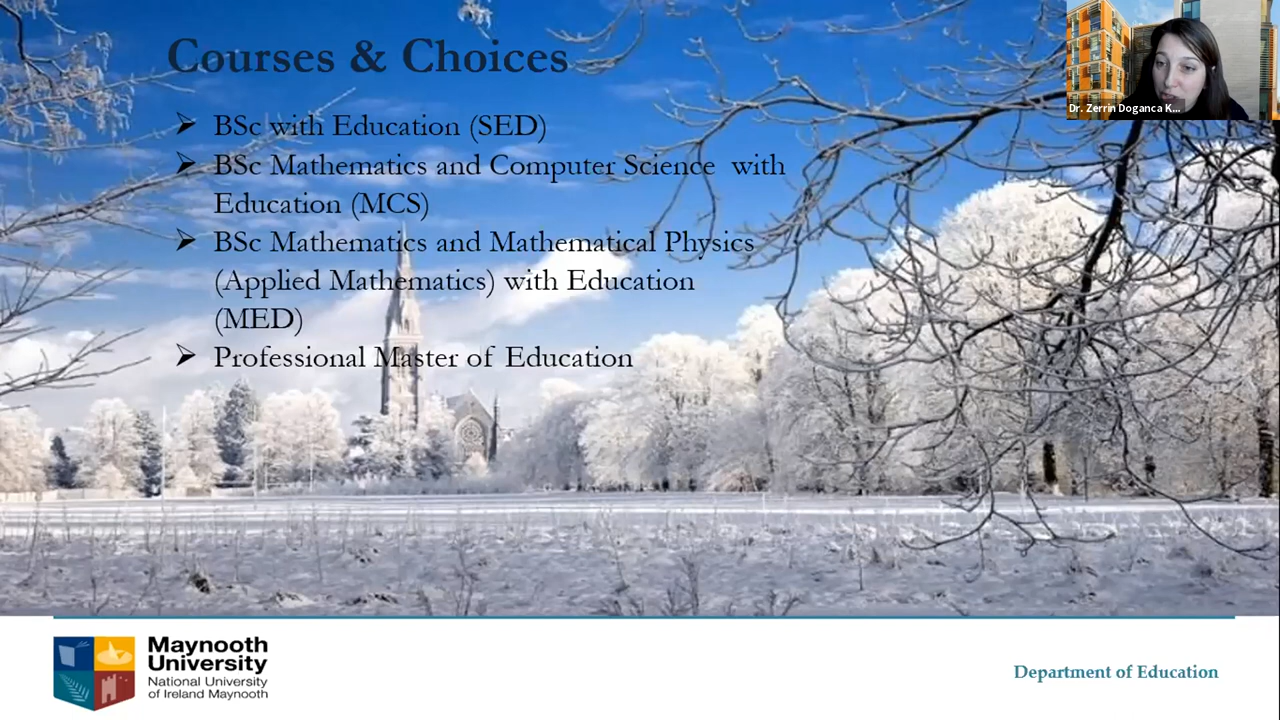 Courses & Choices
BSc with Education (SED)
BSc Mathematics and Computer Science with
Education (MCS)
BSc Mathematics and Mathematical Physics
(Applied Mathematics) with Education
(MED)
Professional Master of Education
Dr. Zerrin Doganca K...
Maynooth
University
National University
of Ireland Maynooth
Department of Education